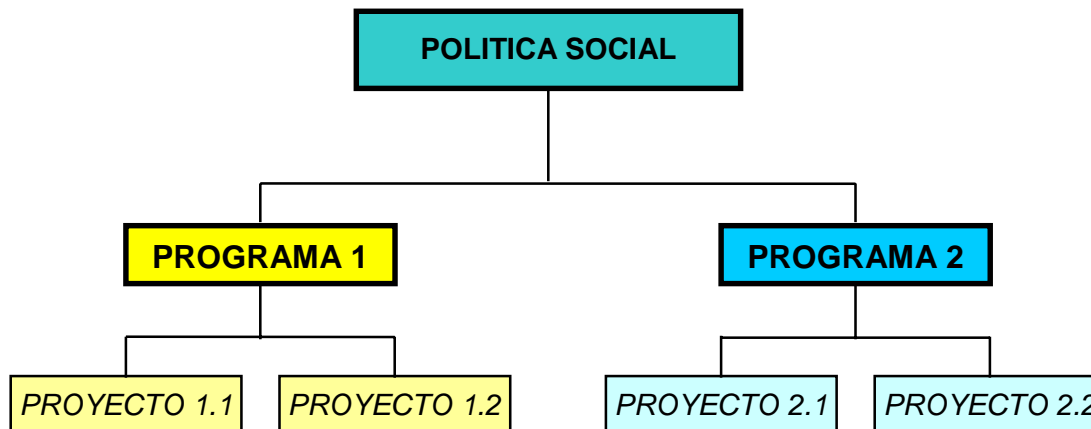 POLITICA SOCIAL
PROGRAMA 1
PROGRAMA 2
PROYECTO 1.1
PROYECTO 1.2
PROYECTO 2.1
PROYECTO 2.2